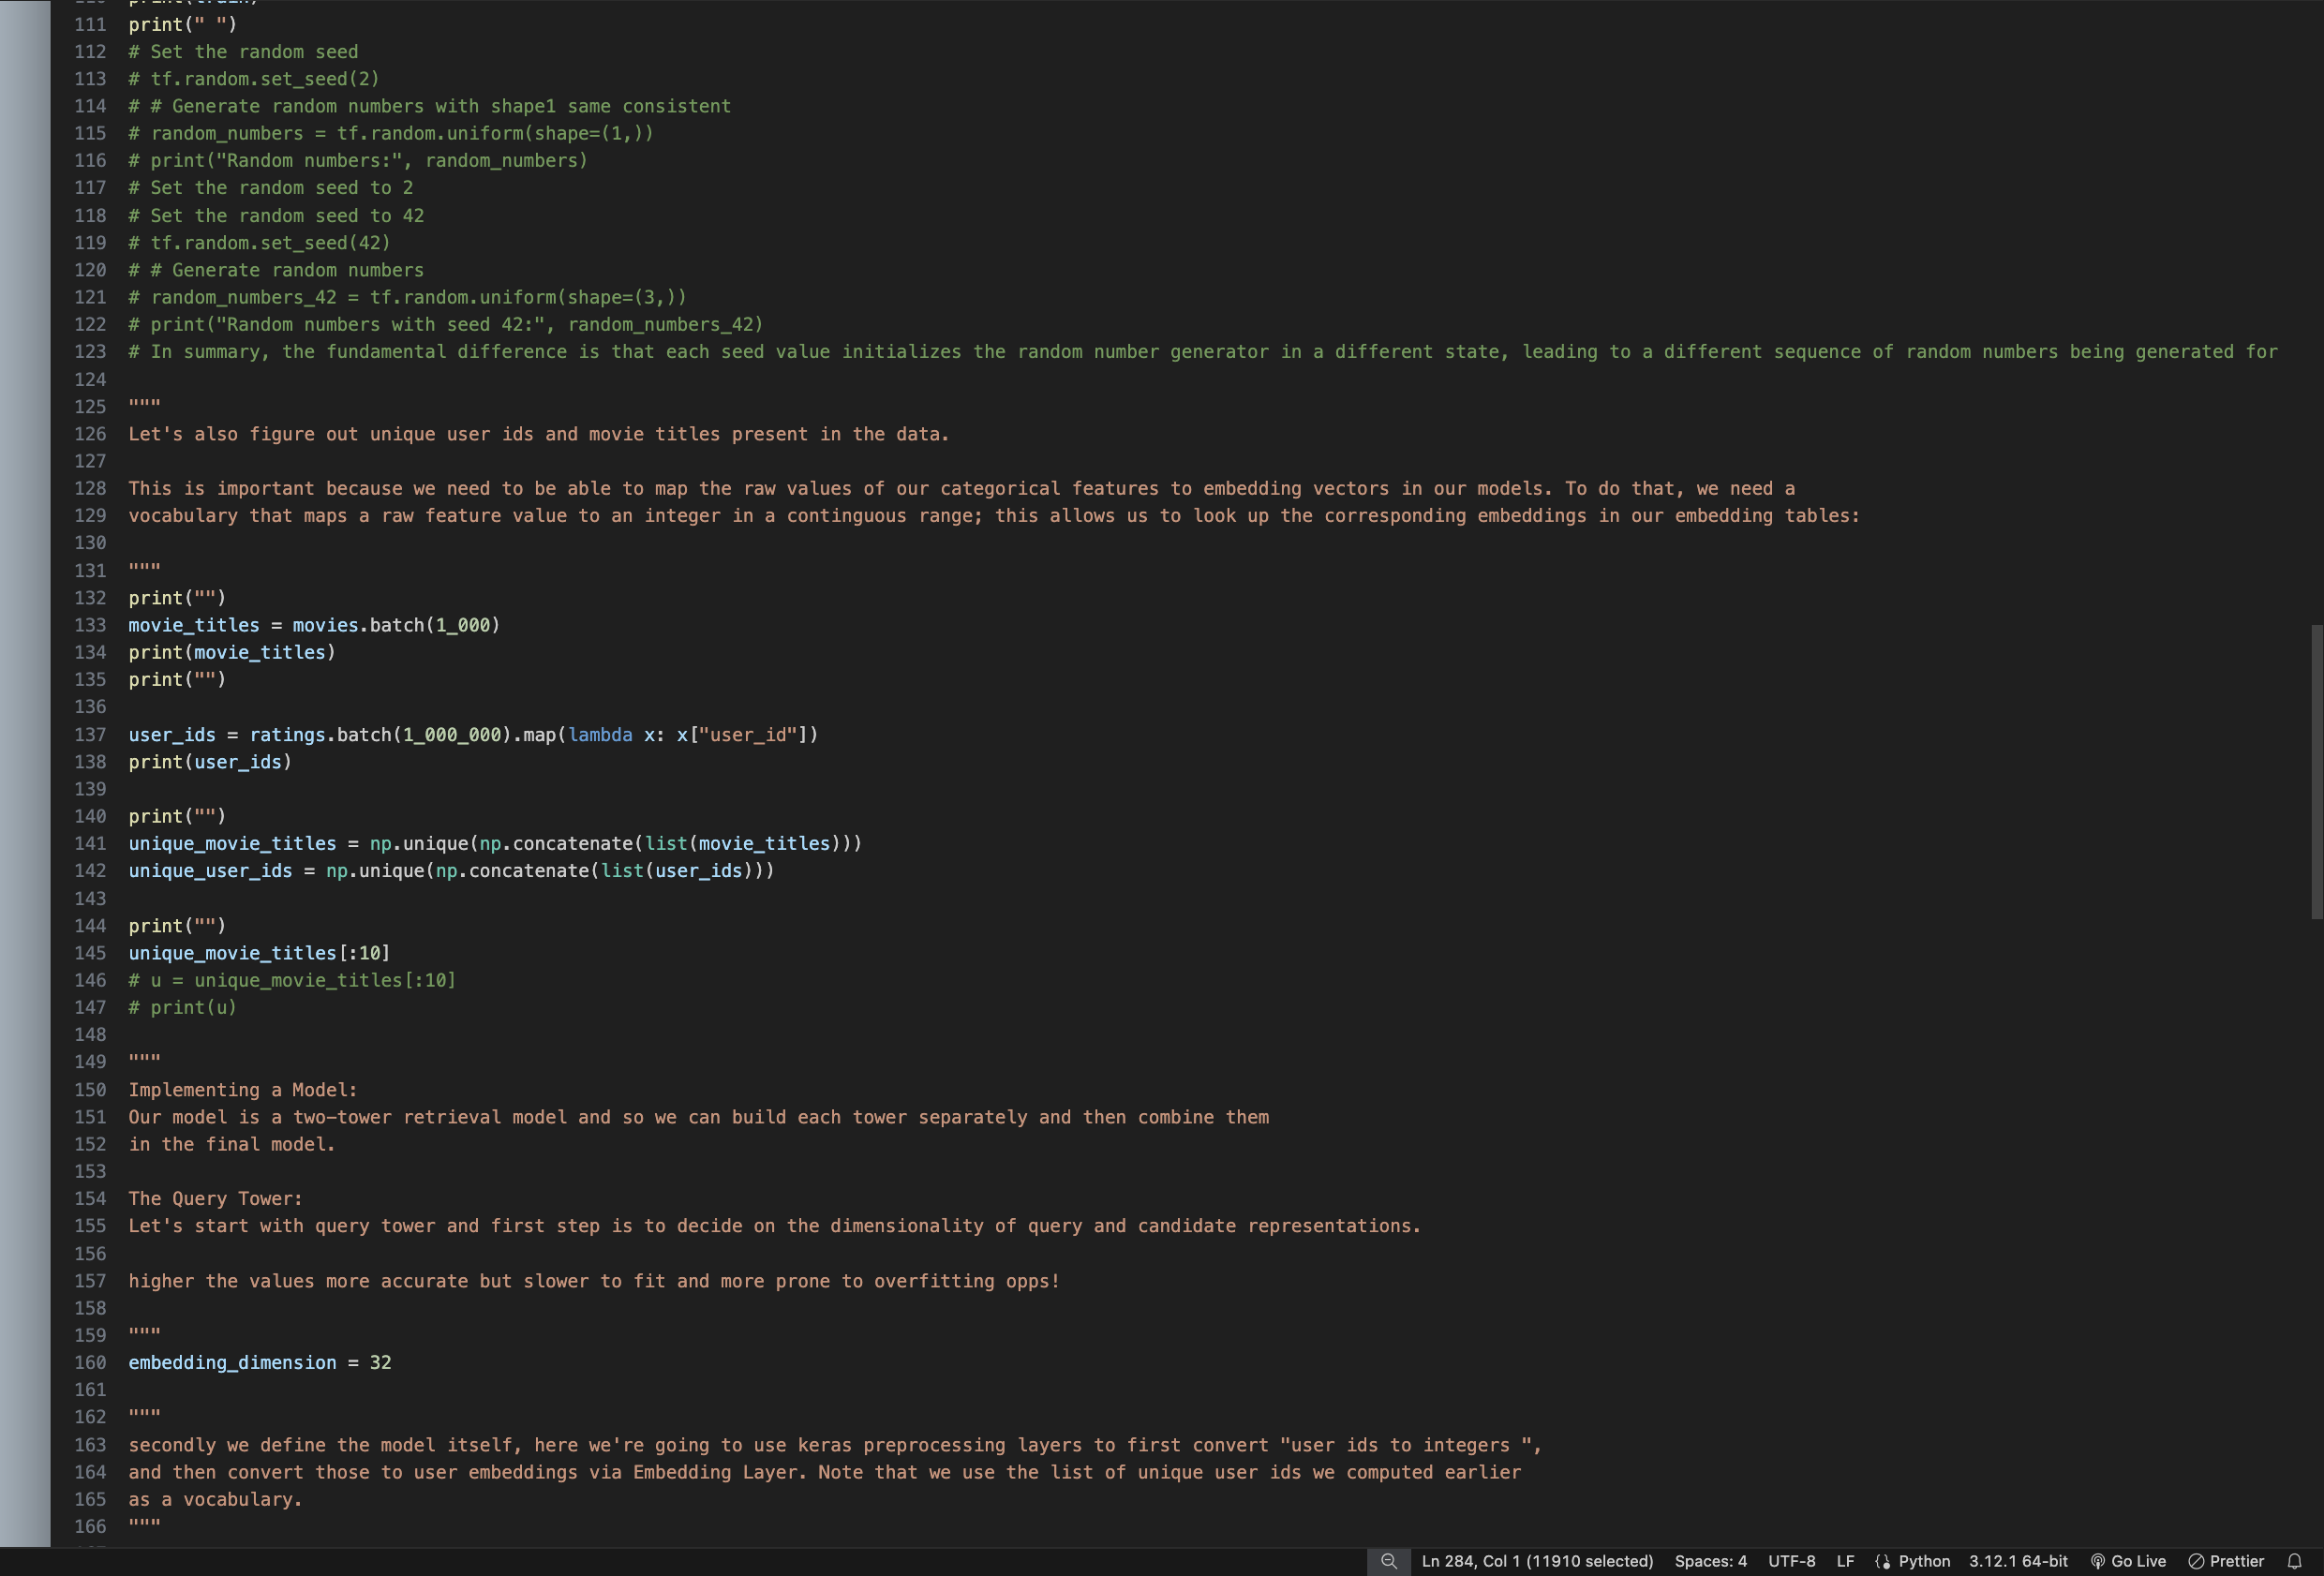 111 print(" ")
112 # Set the random seed
113 # tf.random.set_seed(2)
114 # # Generate random numbers with shape1 same consistent
115 # random_numbers = tf.random.uniform(shape=(1,))
116 # print("Random numbers:", random_numbers)
117 # Set the random seed to 2
118 # Set the random seed to 42
119 # tf.random.set_seed(42)
120 # # Generate random numbers
121 # random_numbers_42 = tf.random.uniform(shape=(3,))
122 # print("Random numbers with seed 42:", random_numbers_42)
123 # In summary, the fundamental difference is that each seed value initializes the random number generator in a different state, leading to a different sequence of random numbers being generated for
124
125 """
126 Let's also figure out unique user ids and movie titles present in the data.
127
128 This is important because we need to be able to map the raw values of our categorical features to embedding vectors in our models. To do that, we need a
129 vocabulary that maps a raw feature value to an integer in a continguous range; this allows us to look up the corresponding embeddings in our embedding tables:
130
131 """
132 print("")
133 movie_titles = movies.batch(1_000)
134 print(movie_titles)
135 print("")
136
137 user_ids = ratings.batch(1_000_000).map(lambda x: x["user_id"])
138 print(user_ids)
139
140 print("")
141 unique_movie_titles = np.unique(np.concatenate(list(movie_titles)))
142 unique_user_ids = np.unique(np.concatenate(list(user_ids)))
143
144 print("")
145 unique_movie_titles[:10]
146 # u = unique_movie_titles[:10]
147 # print(u)
148
149 """
150 Implementing a Model:
151 Our model is a two-tower retrieval model and so we can build each tower separately and then combine them
152 in the final model.
153
154 The Query Tower:
155 Let's start with query tower and first step is to decide on the dimensionality of query and candidate representations.
156
157 higher the values more accurate but slower to fit and more prone to overfitting opps!
158
159 """
160 embedding_dimension = 32
161
162 """
163 secondly we define the model itself, here we're going to use keras preprocessing layers to first convert "user ids to integers ",
164 and then convert those to user embeddings via Embedding Layer. Note that we use the list of unique user ids we computed earlier
165 as a vocabulary.
166 """
Ln 284, Col 1 (11910 selected) Spaces: 4 UTF-8 LF Python 3.12.1 64-bit Go Live Prettier